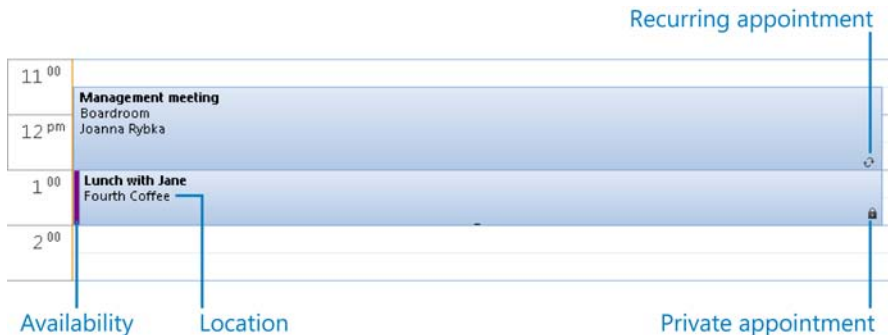 Recurring appointment
11 00
Management meeting
Boardroom
12 pm Joanna Rybka
1 00 Lunch with Jane
Fourth Coffee
2 00
Availability Location Private appointment